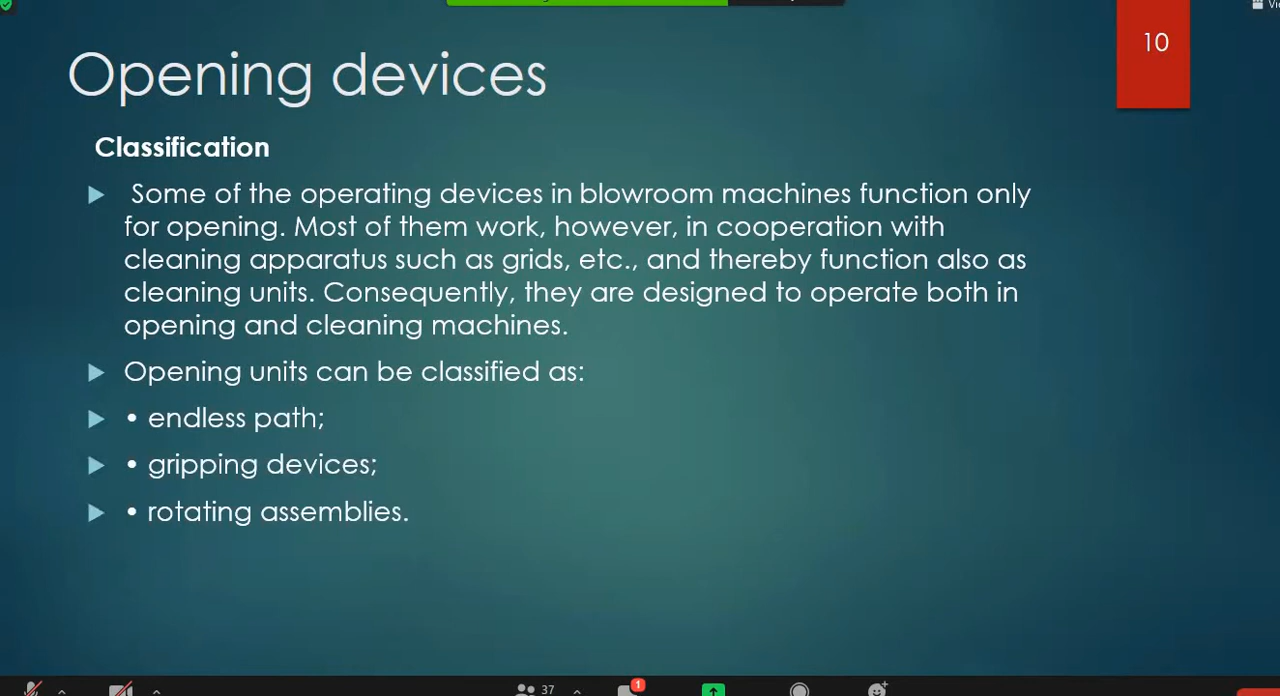 10
Opening devices
Classification
Some of the operating devices in blowroom machines function only
for opening. Most of them work, however, in cooperation with
cleaning apparatus such as grids, etc., and thereby function also as
cleaning units. Consequently, they are designed to operate both in
opening and cleaning machines.
Opening units can be classified as:
• endless path;
• gripping devices;
• rotating assemblies.
37
1